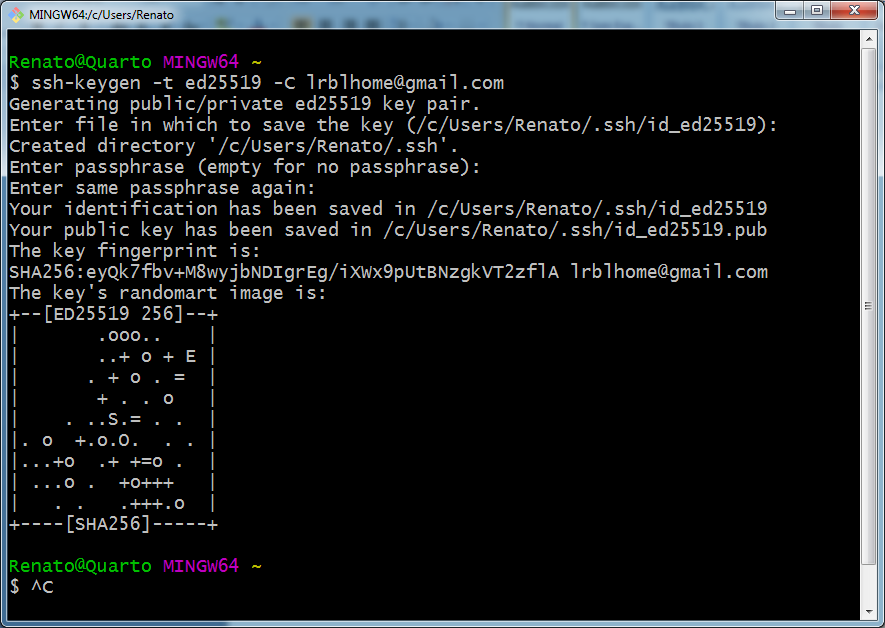 MINGW64:/c/Users/Renato
Renato@Quarto MINGW64 ~
$ ssh-keygen -t ed25519 -C lrblhome@gmail.com
Generating public/private ed25519 key pair.
Enter file in which to save the key (/c/Users/Renato/.ssh/id_ed25519):
Created directory '/c/Users/Renato/.ssh'.
Enter passphrase (empty for no passphrase):
Enter same passphrase again:
Your identification has been saved in /c/Users/Renato/.ssh/id_ed25519
Your public key has been saved in /c/Users/Renato/.ssh/id_ed25519.pub
The key fingerprint is:
SHA256:eyQk7fbv+M8wyjbNDIgrEg/iXWx9pUtBNzgkVT2zflA lrblhome@gmail.com
The key's randomart image is:
+--[ED25519 256]--+
|       .ooo..    |
|       ..+ o + E |
|      . + o . =  |
|       + . . o   |
|    . ..S.= . .  |
|. o  +.o.O.  . . |
|...+o  .+ +=o .  |
| ...o .  +o+++   |
|   . .   .+++.o  |
+----[SHA256]-----+
Renato@Quarto MINGW64 ~
$ ^C